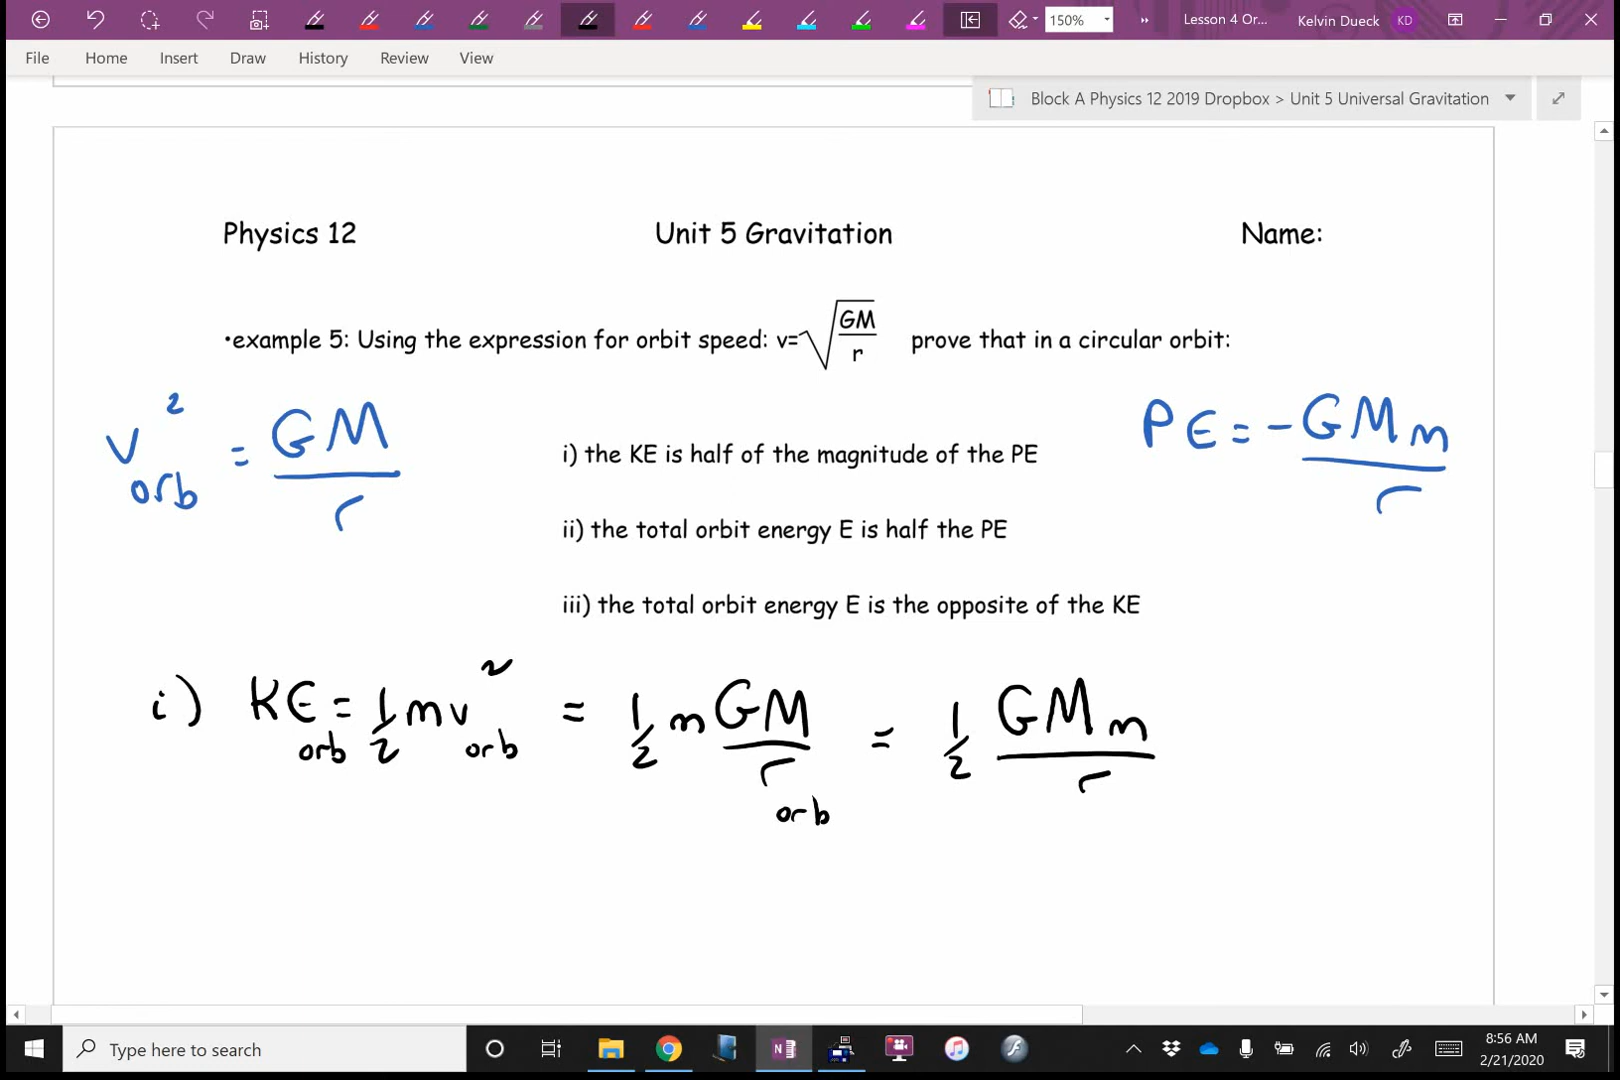 150% Lesson 4 Or... Kelvin Dueck KD
File Home Insert Draw History Review View
Block A Physics 12 2019 Dropbox > Unit 5 Universal Gravitation
Physics 12 Unit 5 Gravitation Name:
•example 5: Using the expression for orbit speed: v=√(GM/r) prove that in a circular orbit:
v²orb = GM/r
PE = -GMm/r
i) the KE is half of the magnitude of the PE
ii) the total orbit energy E is half the PE
iii) the total orbit energy E is the opposite of the KE
i) KEorb = 1/2 mv²orb = 1/2 m GM/rorb = 1/2 GMm/r
Type here to search
8:56 AM
2/21/2020